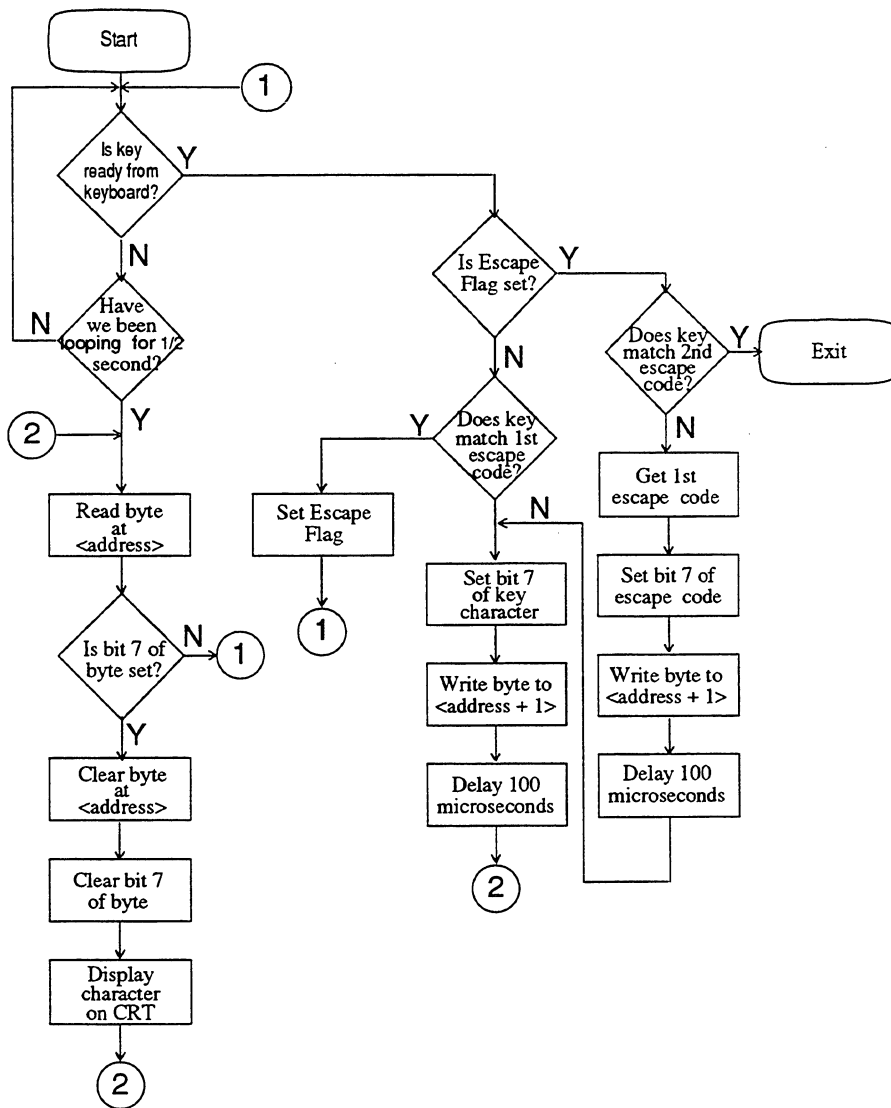 Start
1
Is key
ready from
keyboard?
Y
N
Have
we been
looping for 1/2
second?
N
Y
2
Read byte
at
<address>
Is bit 7 of
byte set?
N
1
Y
Clear byte
at
<address>
Clear bit 7
of byte
Display
character
on CRT
2
Is Escape
Flag set?
Y
N
Does key
match 1st
escape
code?
Y
N
Set Escape
Flag
1
Set bit 7
of key
character
Write byte to
<address + 1>
Delay 100
microseconds
2
Does key
match 2nd
escape
code?
Y
Exit
N
Get 1st
escape code
Set bit 7 of
escape code
Write byte to
<address + 1>
Delay 100
microseconds